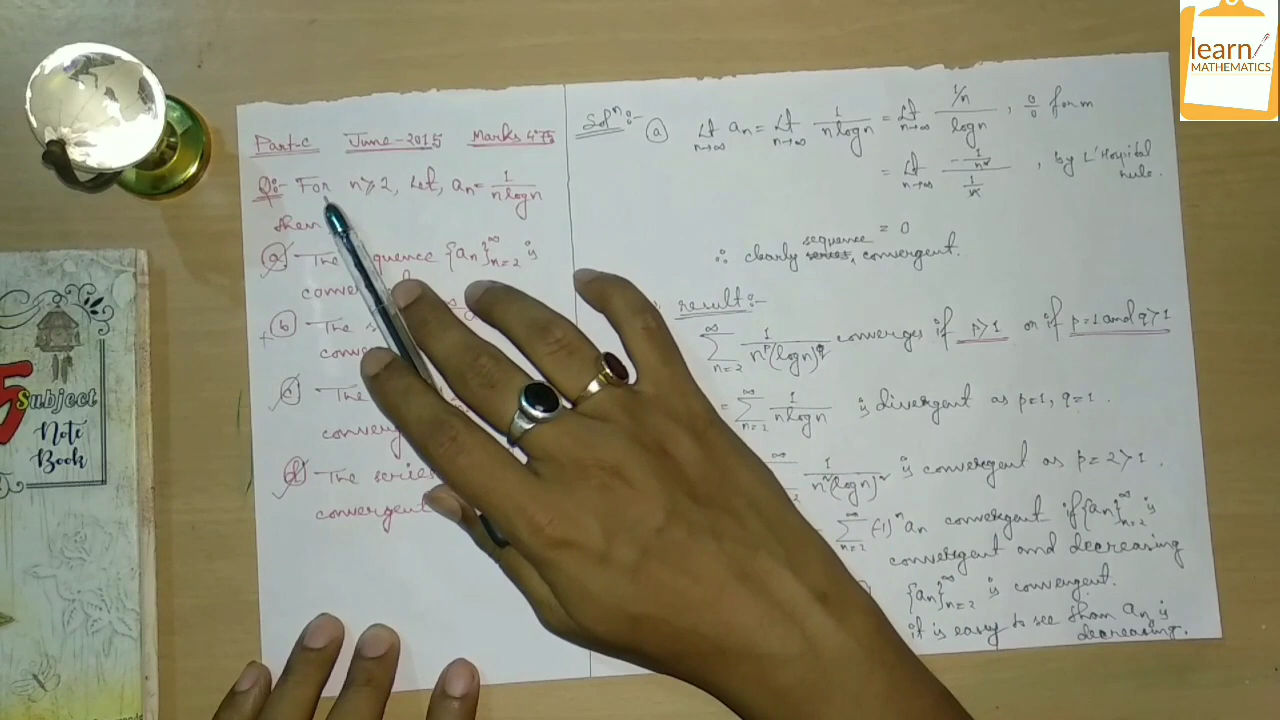 learn
MATHEMATICS
Part-c June-2015 Marks 4.75
Q:- For n≥2, Let, an = 1/(n log n)
then
(a) The sequence {an}∞n=2 is
conve
(b) The s
conv
(c) The
converg
(d) The series
convergent
Solⁿ:-
(a) Lt n→∞ an = Lt n→∞ 1/(n log n) = Lt n→∞ (1/n)/(log n), 0/0 form
= Lt n→∞ (-1/n²)/(1/n), by L'Hospital
rule.
= 0
∴ clearly sequence convergent.
result:-
∞∑n=2 1/(n^p (log n)^q) converges if p>1 or if p=1 and q>1
= ∞∑n=2 1/(n log n) is divergent as p=1, q=1.
1/(n²(log n)² is convergent as p=2>1.
∞∑n=2 (-1)ⁿ an convergent if {an}∞n=2 is
convergent and decreasing
{an}∞n=2 is convergent.
it is easy to see tham an is
decreasing.
5
Subject
Note
Book